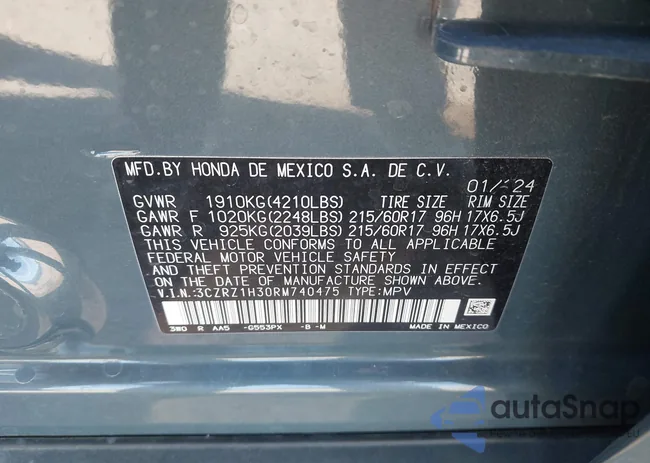 MFD.BY HONDA DE MEXICO S.A. DE C.V. 01/'24
GVWR 1910KG(4210LBS) TIRE SIZE RIM SIZE
GAWR F 1020KG(2248LBS) 215/60R17 96H 17X6.5J
GAWR R 925KG(2039LBS) 215/60R17 96H 17X6.5J
THIS VEHICLE CONFORMS TO ALL APPLICABLE
FEDERAL MOTOR VEHICLE SAFETY
AND THEFT PREVENTION STANDARDS IN EFFECT
ON THE DATE OF MANUFACTURE SHOWN ABOVE.
V.I.N.:3CZRZ1H30RM740475 TYPE:MPV
3W0 R AA5 -G553PX -B -M MADE IN MEXICO
autaSnap